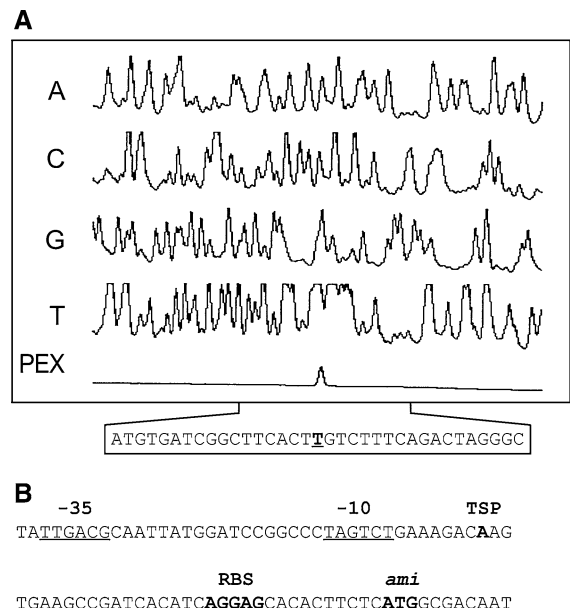 A
A
C
G
T
PEX
ATGTGATCGGCTTCACTTGTCTTTCAGACTAGGGC
B
-35 -10 TSP
TATTGACGCAATTATGGATCCGGCCCTAGTCTGAAAGACAAG
RBS ami
TGAAGCCGATCACATCAGGAGCACACTTCTCATGGCGACAAT